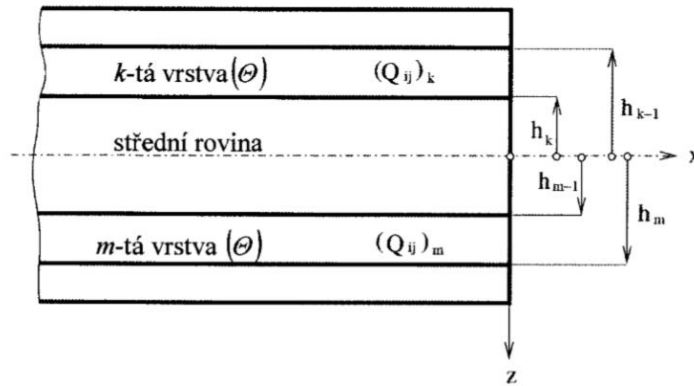 k-tá vrstva(Θ) (Q ij)k
střední rovina
h k
h k-1
x
h m-1
h m
m-tá vrstva(Θ) (Q ij)m
z